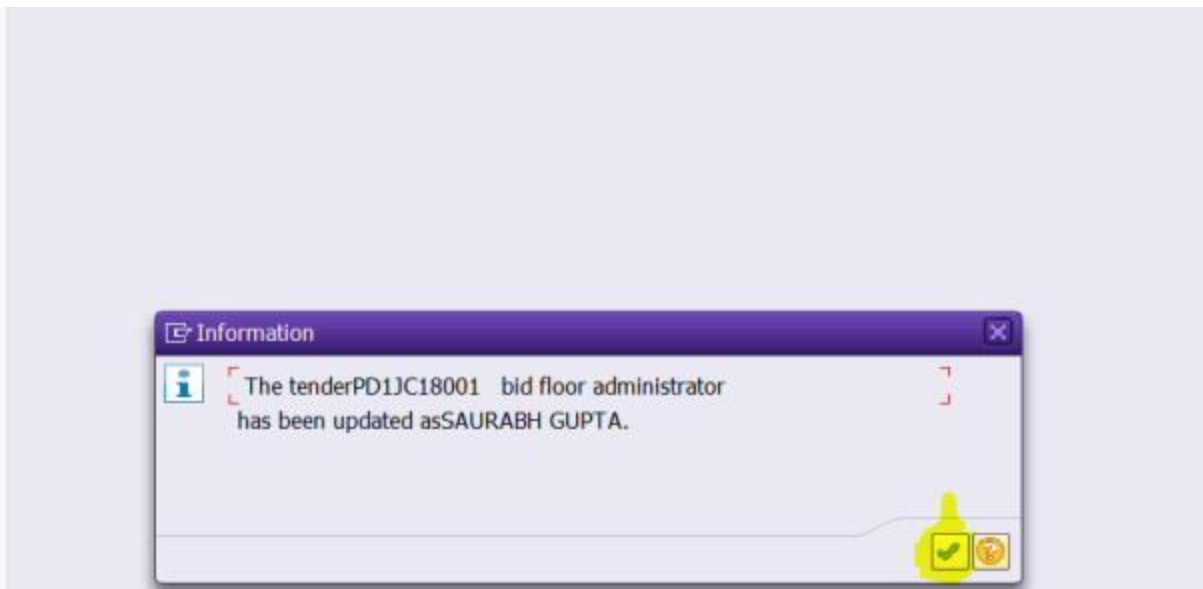 Information
The tenderPD1JC18001 bid floor administrator
has been updated asSAURABH GUPTA.